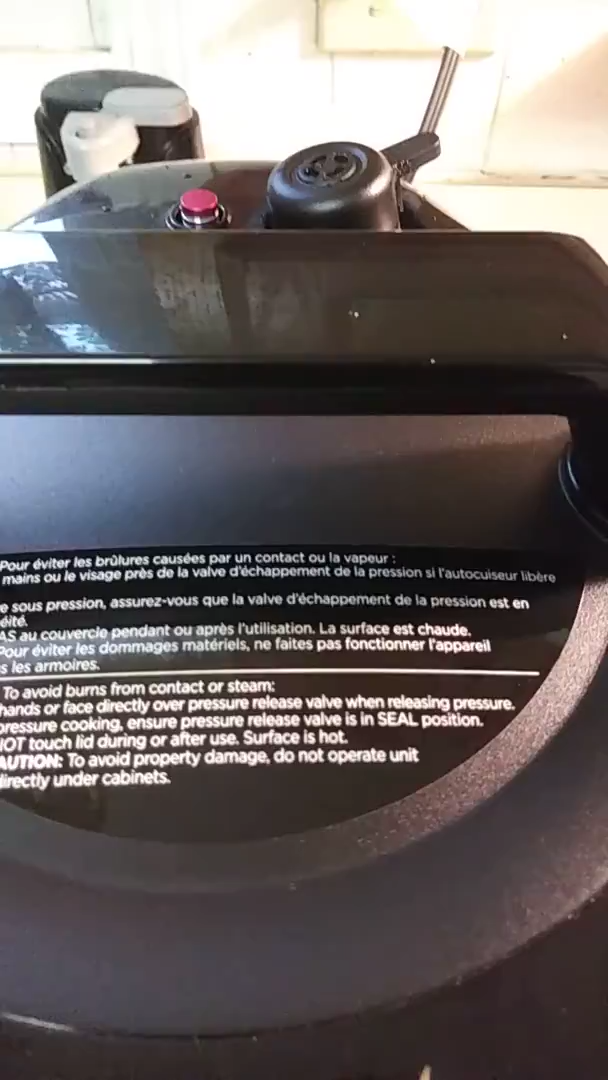 Pour éviter les brûlures causées par un contact ou la vapeur :
mains ou le visage près de la valve d'échappement de la pression si l'autocuiseur libère
e sous pression, assurez-vous que la valve d'échappement de la pression est en
éité.
AS au couvercle pendant ou après l'utilisation. La surface est chaude.
Pour éviter les dommages matériels, ne faites pas fonctionner l'appareil
s les armoires.
To avoid burns from contact or steam:
hands or face directly over pressure release valve when releasing pressure.
pressure cooking, ensure pressure release valve is in SEAL position.
NOT touch lid during or after use. Surface is hot.
AUTION: To avoid property damage, do not operate unit
directly under cabinets.